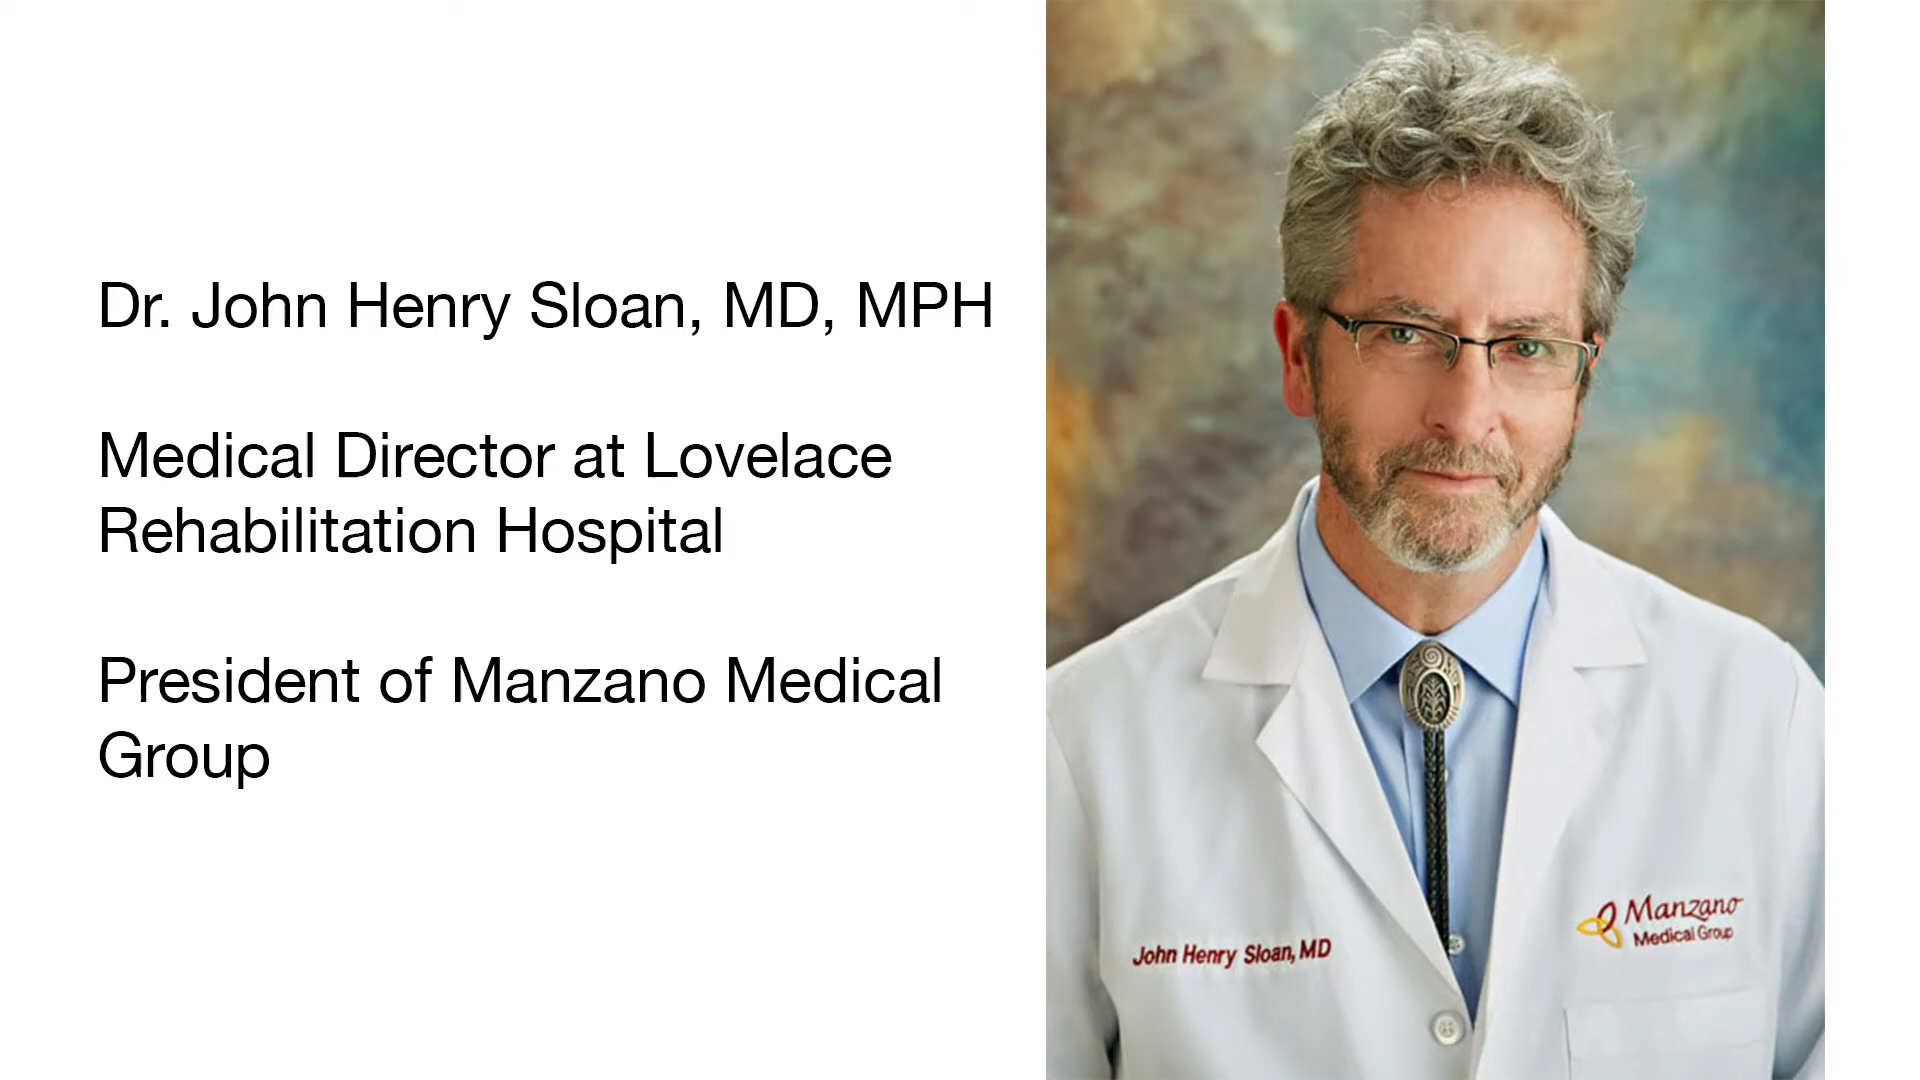 Dr. John Henry Sloan, MD, MPH
Medical Director at Lovelace
Rehabilitation Hospital
President of Manzano Medical
Group
John Henry Sloan, MD
Manzano
Medical Group